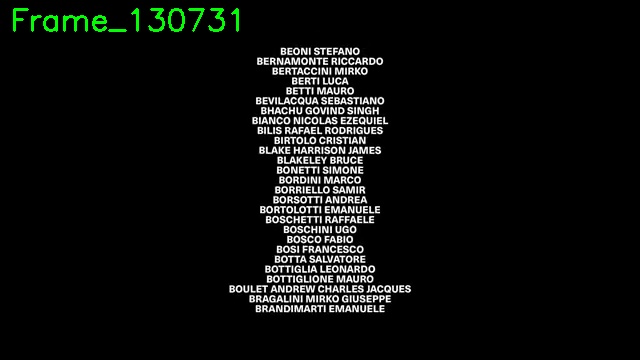 Frame_130731
BEONI STEFANO
BERNAMONTE RICCARDO
BERTACCINI MIRKO
BERTI LUCA
BETTI MAURO
BEVILACQUA SEBASTIANO
BHACHU GOVIND SINGH
BIANCO NICOLAS EZEQUIEL
BILIS RAFAEL RODRIGUES
BIRTOLO CRISTIAN
BLAKE HARRISON JAMES
BLAKELEY BRUCE
BONETTI SIMONE
BORDINI MARCO
BORRIELLO SAMIR
BORSOTTI ANDREA
BORTOLOTTI EMANUELE
BOSCHETTI RAFFAELE
BOSCHINI UGO
BOSCO FABIO
BOSI FRANCESCO
BOTTA SALVATORE
BOTTIGLIA LEONARDO
BOTTIGLIONE MAURO
BOULET ANDREW CHARLES JACQUES
BRAGALINI MIRKO GIUSEPPE
BRANDIMARTI EMANUELE